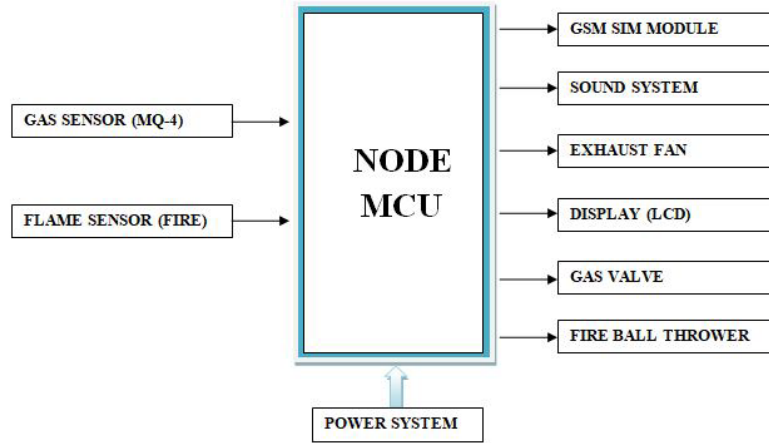 GAS SENSOR (MQ-4)
FLAME SENSOR (FIRE)
NODE
MCU
GSM SIM MODULE
SOUND SYSTEM
EXHAUST FAN
DISPLAY (LCD)
GAS VALVE
FIRE BALL THROWER
POWER SYSTEM